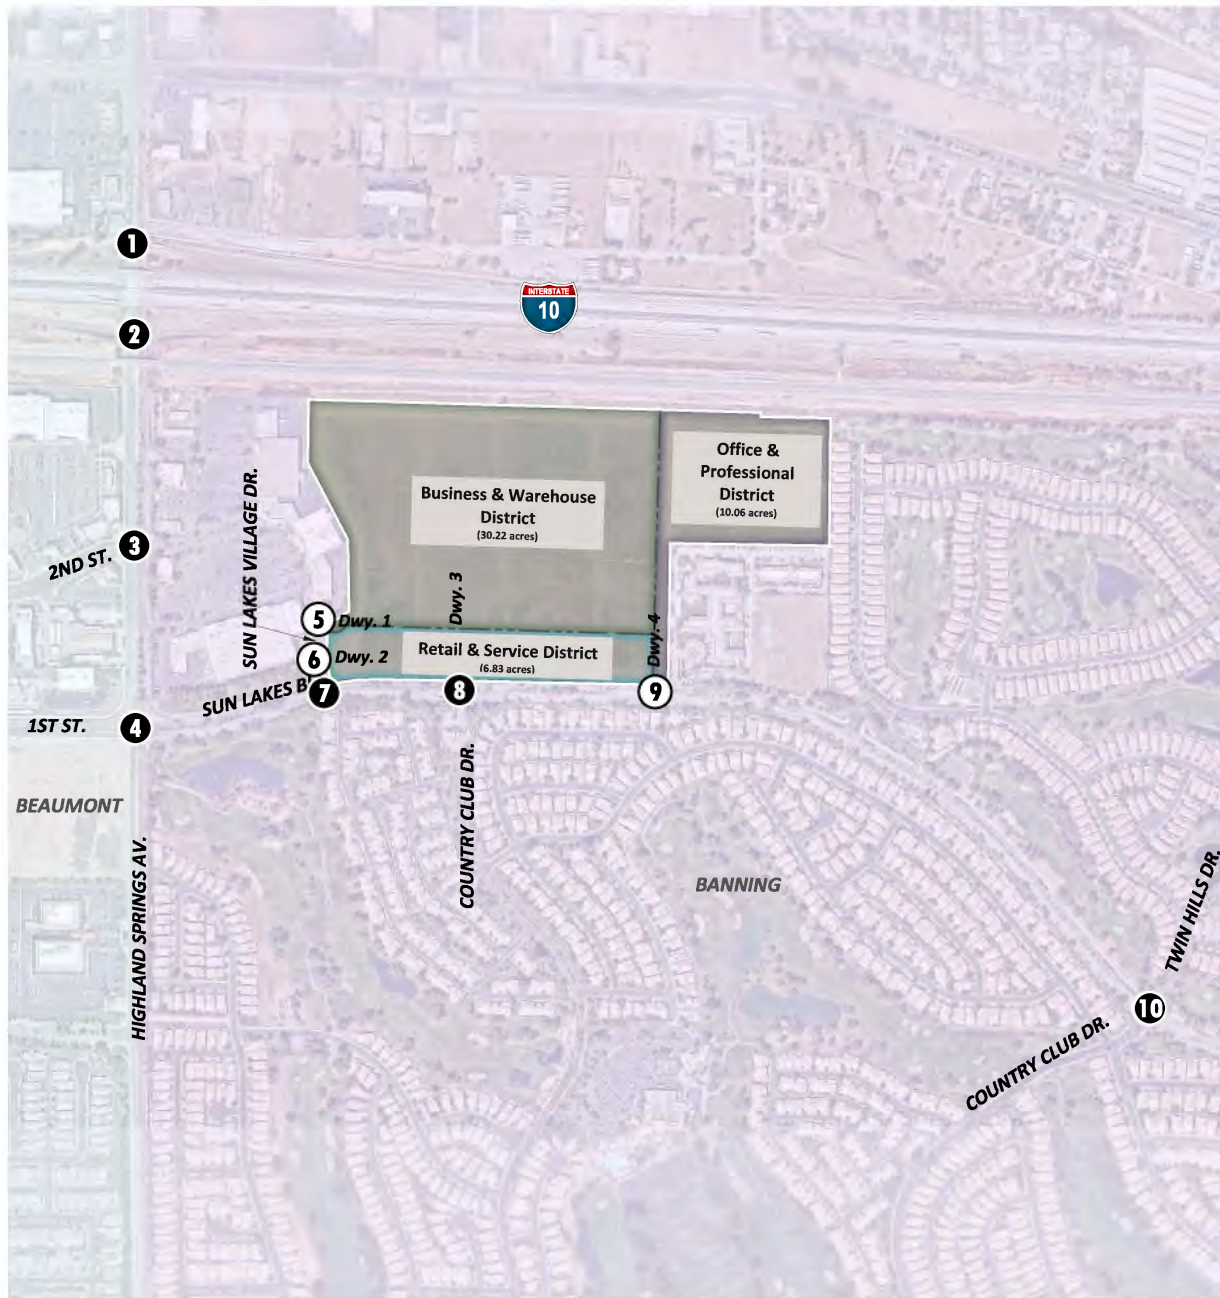 1
INTERSTATE
10
2
Office &
Professional
District
(10.06 acres)
Business & Warehouse
District
(30.22 acres)
SUN LAKES VILLAGE DR.
3
2ND ST.
Dwy. 3
5
Dwy. 1
Dwy. 4
6
Dwy. 2
Retail & Service District
(6.83 acres)
SUN LAKES B
7
8
9
1ST ST.
4
BEAUMONT
COUNTRY CLUB DR.
HIGHLAND SPRINGS AV.
BANNING
TWIN HILLS DR.
10
COUNTRY CLUB DR.